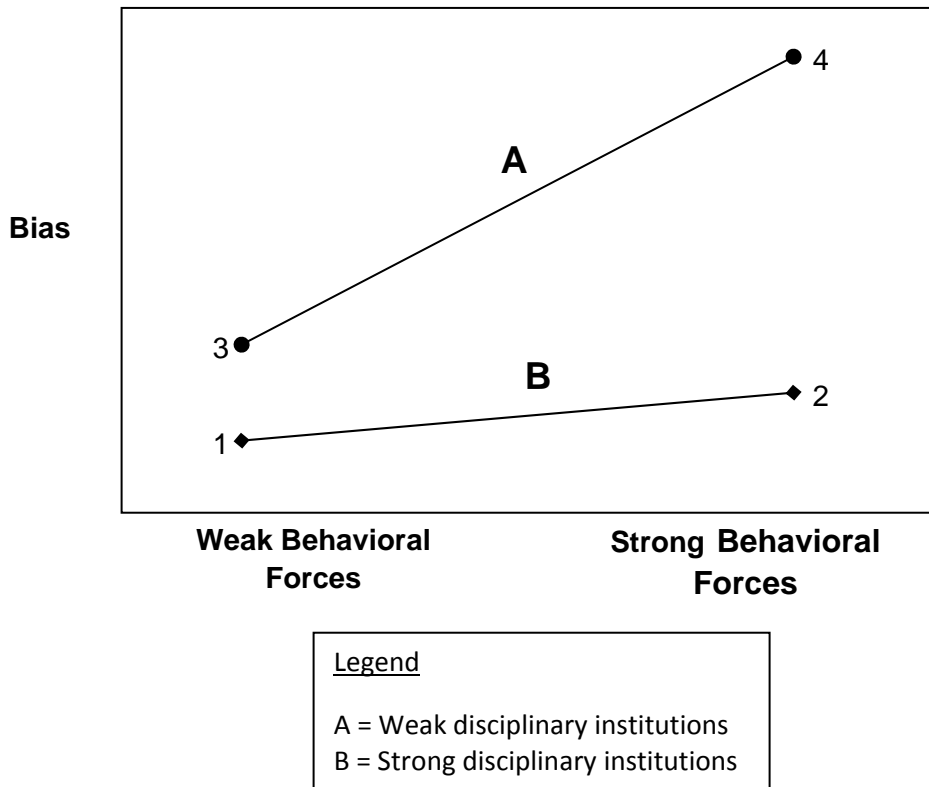 4
A
Bias
3
B
2
1
Weak Behavioral
Forces
Strong Behavioral
Forces
Legend
A = Weak disciplinary institutions
B = Strong disciplinary institutions